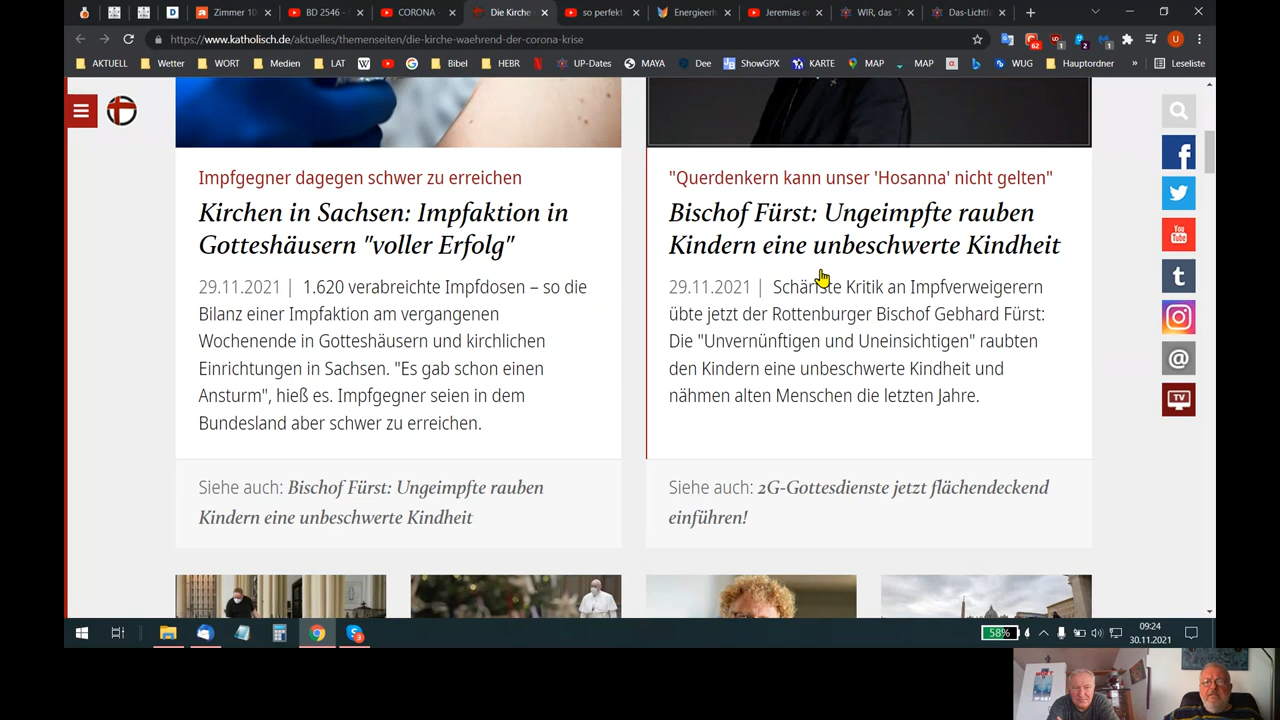 Zimmer 10
BD 2546 -
CORONA
Die Kirche
so perfekt
Energieerh
Jeremias e
WIR, das
Das-Lichtf
https://www.katholisch.de/aktuelles/themenseiten/die-kirche-waehrend-der-corona-krise
AKTUELL
Wetter
WORT
Medien
LAT
Bibel
HEBR
UP-Dates
MAYA
Dee
ShowGPX
KARTE
MAP
MAP
WUG
Hauptordner
»
Leseliste
Impfgegner dagegen schwer zu erreichen
Kirchen in Sachsen: Impfaktion in
Gotteshäusern "voller Erfolg"
29.11.2021 | 1.620 verabreichte Impfdosen – so die
Bilanz einer Impfaktion am vergangenen
Wochenende in Gotteshäusern und kirchlichen
Einrichtungen in Sachsen. "Es gab schon einen
Ansturm", hieß es. Impfgegner seien in dem
Bundesland aber schwer zu erreichen.
Siehe auch: Bischof Fürst: Ungeimpfte rauben
Kindern eine unbeschwerte Kindheit
"Querdenkern kann unser 'Hosanna' nicht gelten"
Bischof Fürst: Ungeimpfte rauben
Kindern eine unbeschwerte Kindheit
29.11.2021 | Schärfste Kritik an Impfverweigerern
übte jetzt der Rottenburger Bischof Gebhard Fürst:
Die "Unvernünftigen und Uneinsichtigen" raubten
den Kindern eine unbeschwerte Kindheit und
nähmen alten Menschen die letzten Jahre.
Siehe auch: 2G-Gottesdienste jetzt flächendeckend
einführen!
You Tube
TV
58%
09:24
30.11.2021